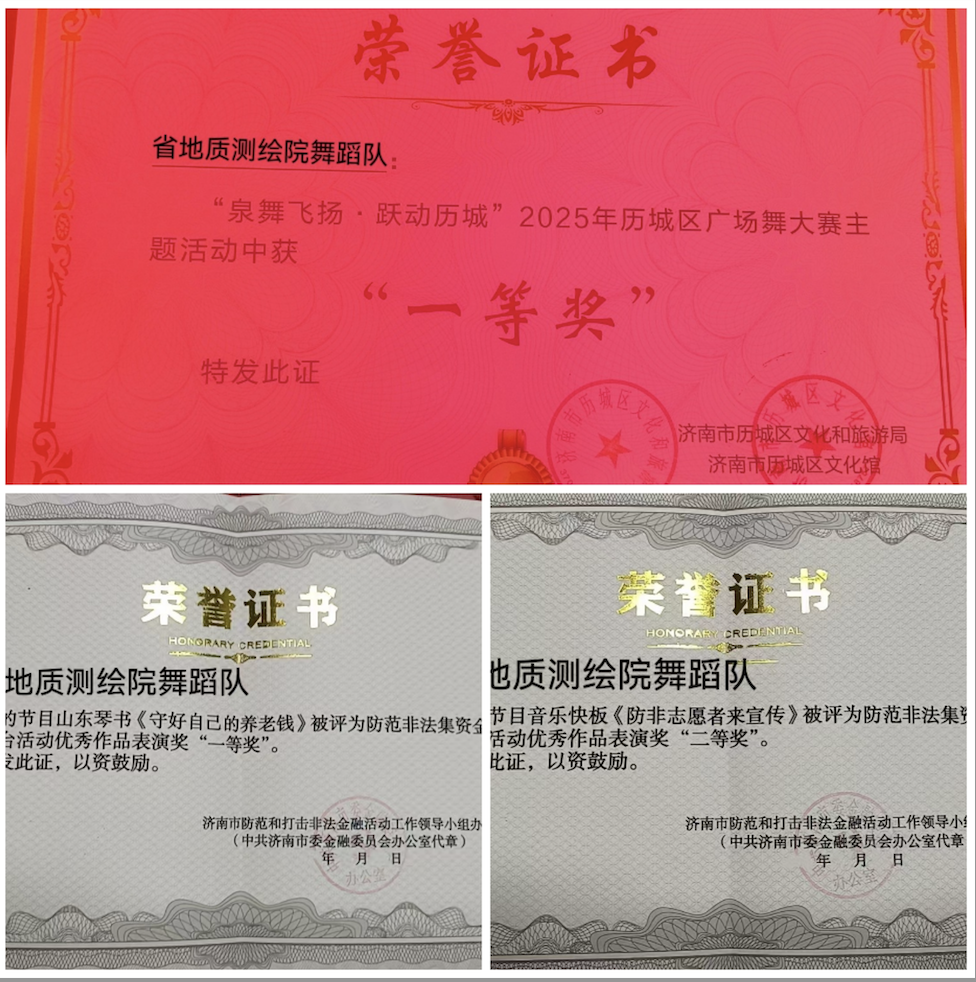 荣誉证书
省地质测绘院舞蹈队：
“泉舞飞扬·跃动历城”2025年历城区广场舞大赛主
题活动中获
“一等奖”
特发此证
济南市历城区文化和旅游局
济南市历城区文化馆
荣誉证书
HONORARY CREDENTIAL
地质测绘院舞蹈队
的节目山东琴书《守好自己的养老钱》被评为防范非法集资金
台活动优秀作品表演奖“一等奖”。
发此证，以资鼓励。
济南市防范和打击非法金融活动工作领导小组办
（中共济南市委金融委员会办公室代章）
年 月 日
办公室
荣誉证书
HONORARY CREDENTIAL
地质测绘院舞蹈队
节目音乐快板《防非志愿者来宣传》被评为防范非法集资
活动优秀作品表演奖“二等奖”。
此证，以资鼓励。
济南市防范和打击非法金融活动工作领导小组
（中共济南市委金融委员会办公室代章
年 月 日
办公室